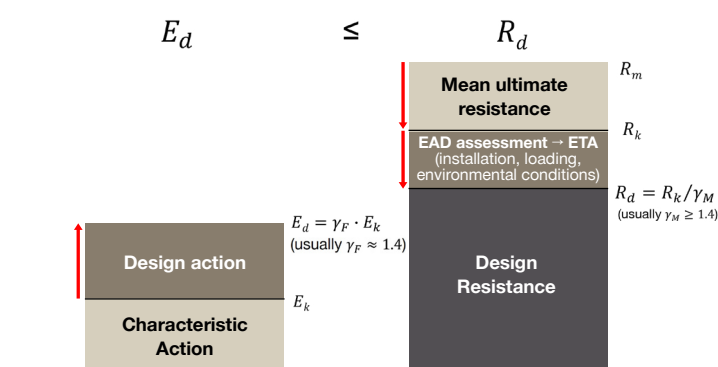 E_d ≤ R_d
R_m
Mean ultimate
resistance
R_k
EAD assessment → ETA
(installation, loading,
environmental conditions)
R_d = R_k/γ_M
(usually γ_M ≥ 1.4)
E_d = γ_F · E_k
(usually γ_F ≈ 1.4)
Design action
Design
Resistance
E_k
Characteristic
Action